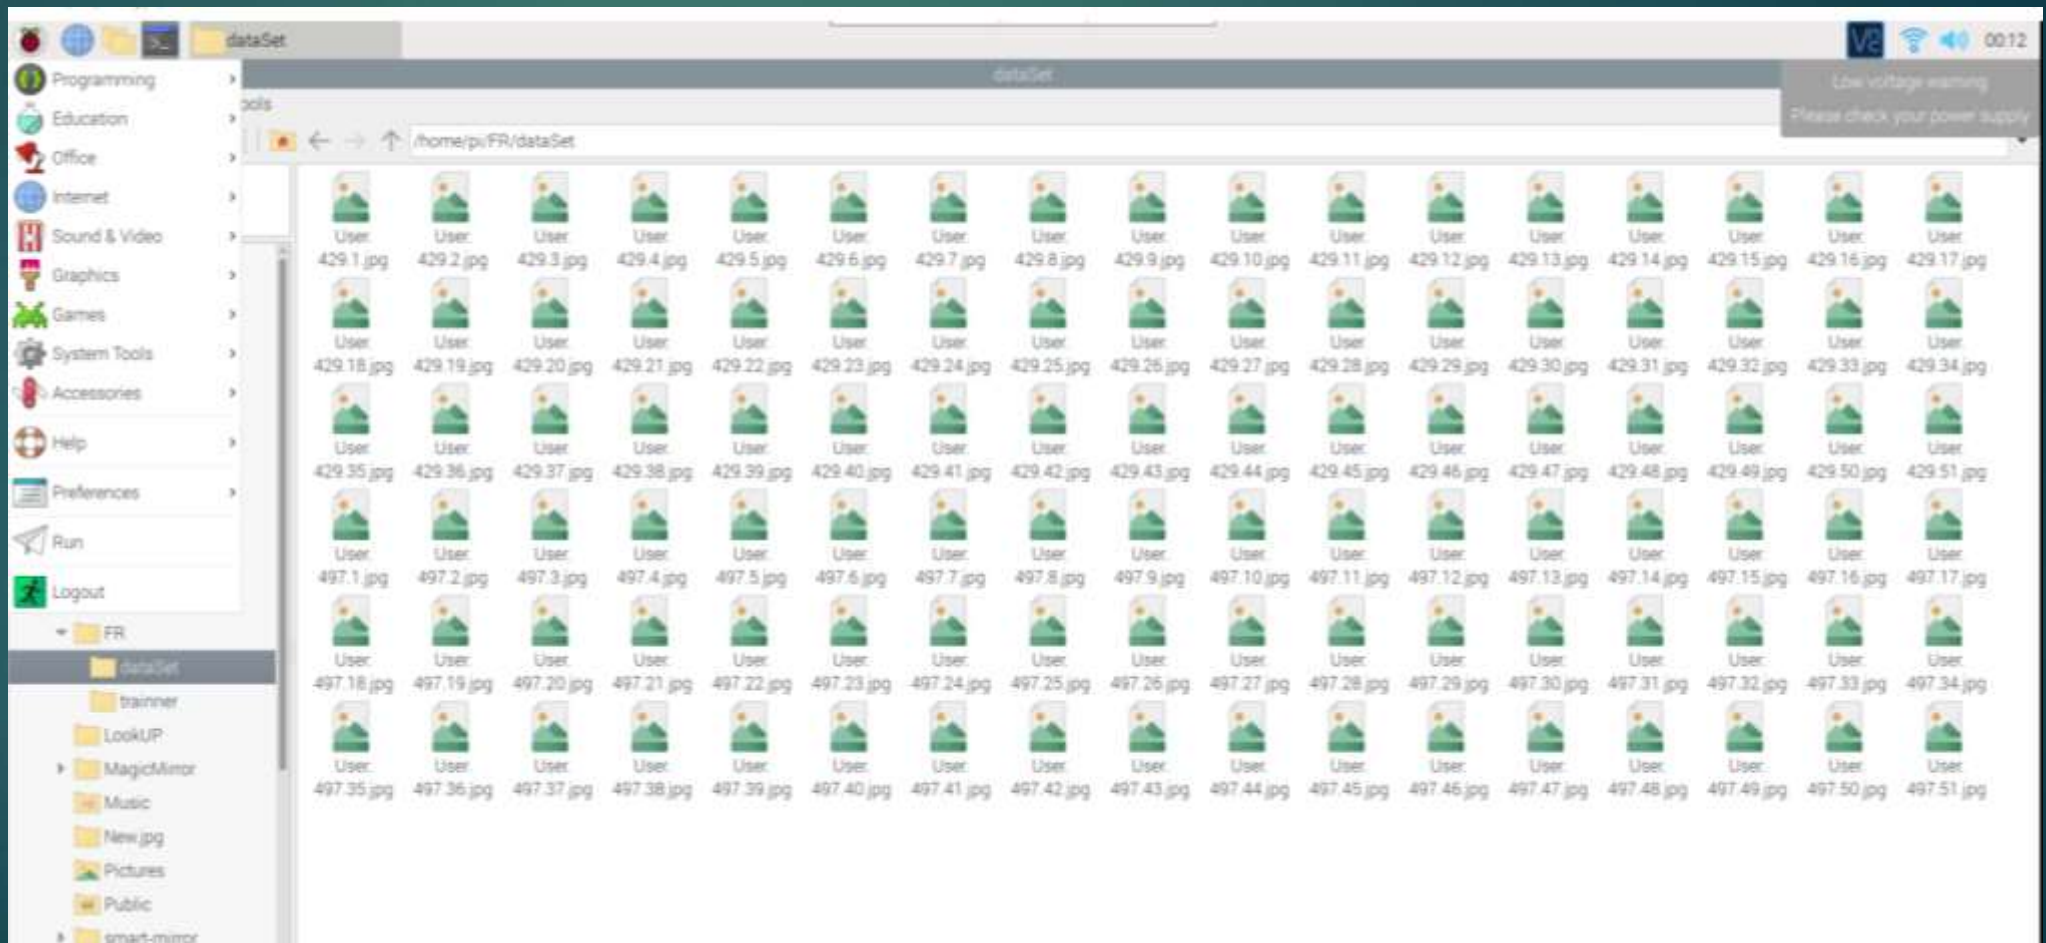 dataSet
00:12
Programming
dataSet
Low voltage warning
Please check your power supply
ools
Education
/home/pi/FR/dataSet
Office
Internet
Sound & Video
Graphics
Games
System Tools
Accessories
Help
Preferences
Run
Logout
FR
dataSet
trainner
LookUP
MagicMirror
Music
New.jpg
Pictures
Public
smart-mirror
User. User. User. User. User. User. User. User. User. User. User. User. User. User. User. User. User.
429.1.jpg 429.2.jpg 429.3.jpg 429.4.jpg 429.5.jpg 429.6.jpg 429.7.jpg 429.8.jpg 429.9.jpg 429.10.jpg 429.11.jpg 429.12.jpg 429.13.jpg 429.14.jpg 429.15.jpg 429.16.jpg 429.17.jpg
User. User. User. User. User. User. User. User. User. User. User. User. User. User. User. User. User.
429.18.jpg 429.19.jpg 429.20.jpg 429.21.jpg 429.22.jpg 429.23.jpg 429.24.jpg 429.25.jpg 429.26.jpg 429.27.jpg 429.28.jpg 429.29.jpg 429.30.jpg 429.31.jpg 429.32.jpg 429.33.jpg 429.34.jpg
User. User. User. User. User. User. User. User. User. User. User. User. User. User. User. User. User.
429.35.jpg 429.36.jpg 429.37.jpg 429.38.jpg 429.39.jpg 429.40.jpg 429.41.jpg 429.42.jpg 429.43.jpg 429.44.jpg 429.45.jpg 429.46.jpg 429.47.jpg 429.48.jpg 429.49.jpg 429.50.jpg 429.51.jpg
User. User. User. User. User. User. User. User. User. User. User. User. User. User. User. User. User.
497.1.jpg 497.2.jpg 497.3.jpg 497.4.jpg 497.5.jpg 497.6.jpg 497.7.jpg 497.8.jpg 497.9.jpg 497.10.jpg 497.11.jpg 497.12.jpg 497.13.jpg 497.14.jpg 497.15.jpg 497.16.jpg 497.17.jpg
User. User. User. User. User. User. User. User. User. User. User. User. User. User. User. User. User.
497.18.jpg 497.19.jpg 497.20.jpg 497.21.jpg 497.22.jpg 497.23.jpg 497.24.jpg 497.25.jpg 497.26.jpg 497.27.jpg 497.28.jpg 497.29.jpg 497.30.jpg 497.31.jpg 497.32.jpg 497.33.jpg 497.34.jpg
User. User. User. User. User. User. User. User. User. User. User. User. User. User. User. User. User.
497.35.jpg 497.36.jpg 497.37.jpg 497.38.jpg 497.39.jpg 497.40.jpg 497.41.jpg 497.42.jpg 497.43.jpg 497.44.jpg 497.45.jpg 497.46.jpg 497.47.jpg 497.48.jpg 497.49.jpg 497.50.jpg 497.51.jpg